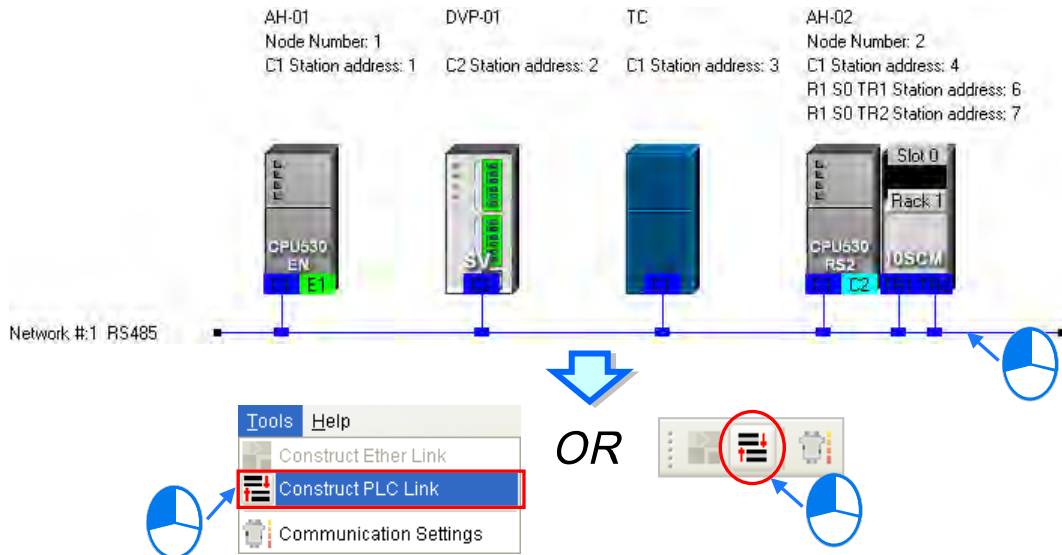 AH-01
Node Number: 1
C1 Station address: 1
DVP-01
C2 Station address: 2
TC
C1 Station address: 3
AH-02
Node Number: 2
C1 Station address: 4
R1 S0 TR1 Station address: 6
R1 S0 TR2 Station address: 7
CPU530
EN
C1 E1
SV
C2
C1
CPU530
RS2
C1 C2
Slot 0
Rack 1
10SCM
TR1 TR2
Network #:1 RS485
Tools Help
Construct Ether Link
Construct PLC Link
Communication Settings
OR